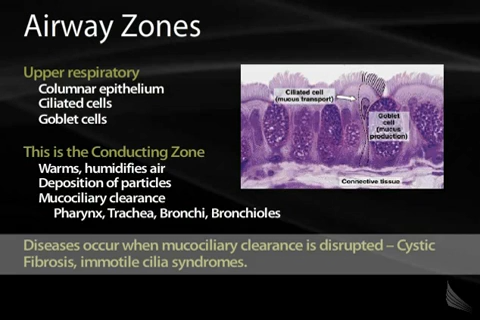 Airway Zones
Upper respiratory
Columnar epithelium
Ciliated cells
Goblet cells
This is the Conducting Zone
Warms, humidifies air
Deposition of particles
Mucociliary clearance
Pharynx, Trachea, Bronchi, Bronchioles
Ciliated cell
(mucus transport)
Goblet
cell
(mucus
production)
Connective tissue
Diseases occur when mucociliary clearance is disrupted – Cystic
Fibrosis, immotile cilia syndromes.